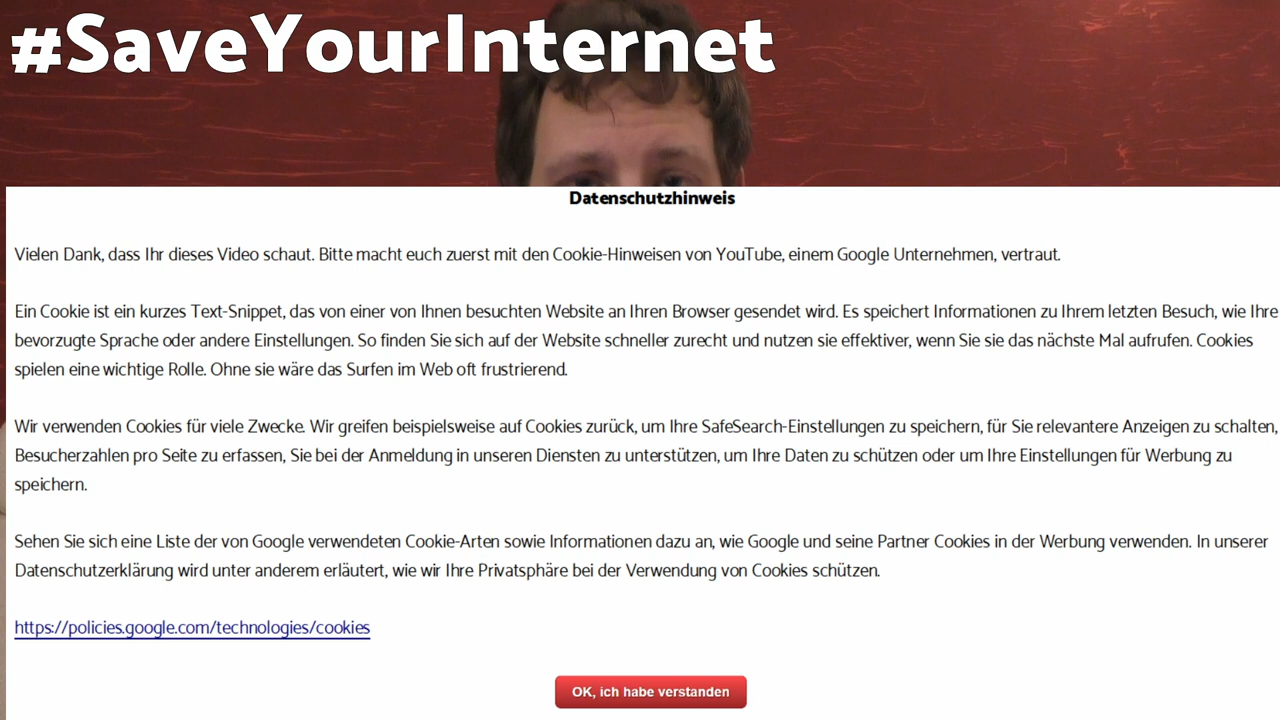 #SaveYourInternet
Datenschutzhinweis
Vielen Dank, dass Ihr dieses Video schaut. Bitte macht euch zuerst mit den Cookie-Hinweisen von YouTube, einem Google Unternehmen, vertraut.
Ein Cookie ist ein kurzes Text-Snippet, das von einer von Ihnen besuchten Website an Ihren Browser gesendet wird. Es speichert Informationen zu Ihrem letzten Besuch, wie Ihre
bevorzugte Sprache oder andere Einstellungen. So finden Sie sich auf der Website schneller zurecht und nutzen sie effektiver, wenn Sie sie das nächste Mal aufrufen. Cookies
spielen eine wichtige Rolle. Ohne sie wäre das Surfen im Web oft frustrierend.
Wir verwenden Cookies für viele Zwecke. Wir greifen beispielsweise auf Cookies zurück, um Ihre SafeSearch-Einstellungen zu speichern, für Sie relevantere Anzeigen zu schalten,
Besucherzahlen pro Seite zu erfassen, Sie bei der Anmeldung in unseren Diensten zu unterstützen, um Ihre Daten zu schützen oder um Ihre Einstellungen für Werbung zu
speichern.
Sehen Sie sich eine Liste der von Google verwendeten Cookie-Arten sowie Informationen dazu an, wie Google und seine Partner Cookies in der Werbung verwenden. In unserer
Datenschutzerklärung wird unter anderem erläutert, wie wir Ihre Privatsphäre bei der Verwendung von Cookies schützen.
https://policies.google.com/technologies/cookies
OK, ich habe verstanden